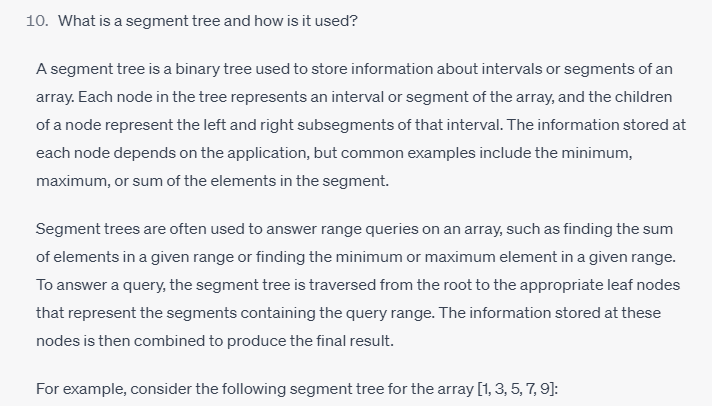 10. What is a segment tree and how is it used?
A segment tree is a binary tree used to store information about intervals or segments of an
array. Each node in the tree represents an interval or segment of the array, and the children
of a node represent the left and right subsegments of that interval. The information stored at
each node depends on the application, but common examples include the minimum,
maximum, or sum of the elements in the segment.
Segment trees are often used to answer range queries on an array, such as finding the sum
of elements in a given range or finding the minimum or maximum element in a given range.
To answer a query, the segment tree is traversed from the root to the appropriate leaf nodes
that represent the segments containing the query range. The information stored at these
nodes is then combined to produce the final result.
For example, consider the following segment tree for the array [1, 3, 5, 7, 9]: